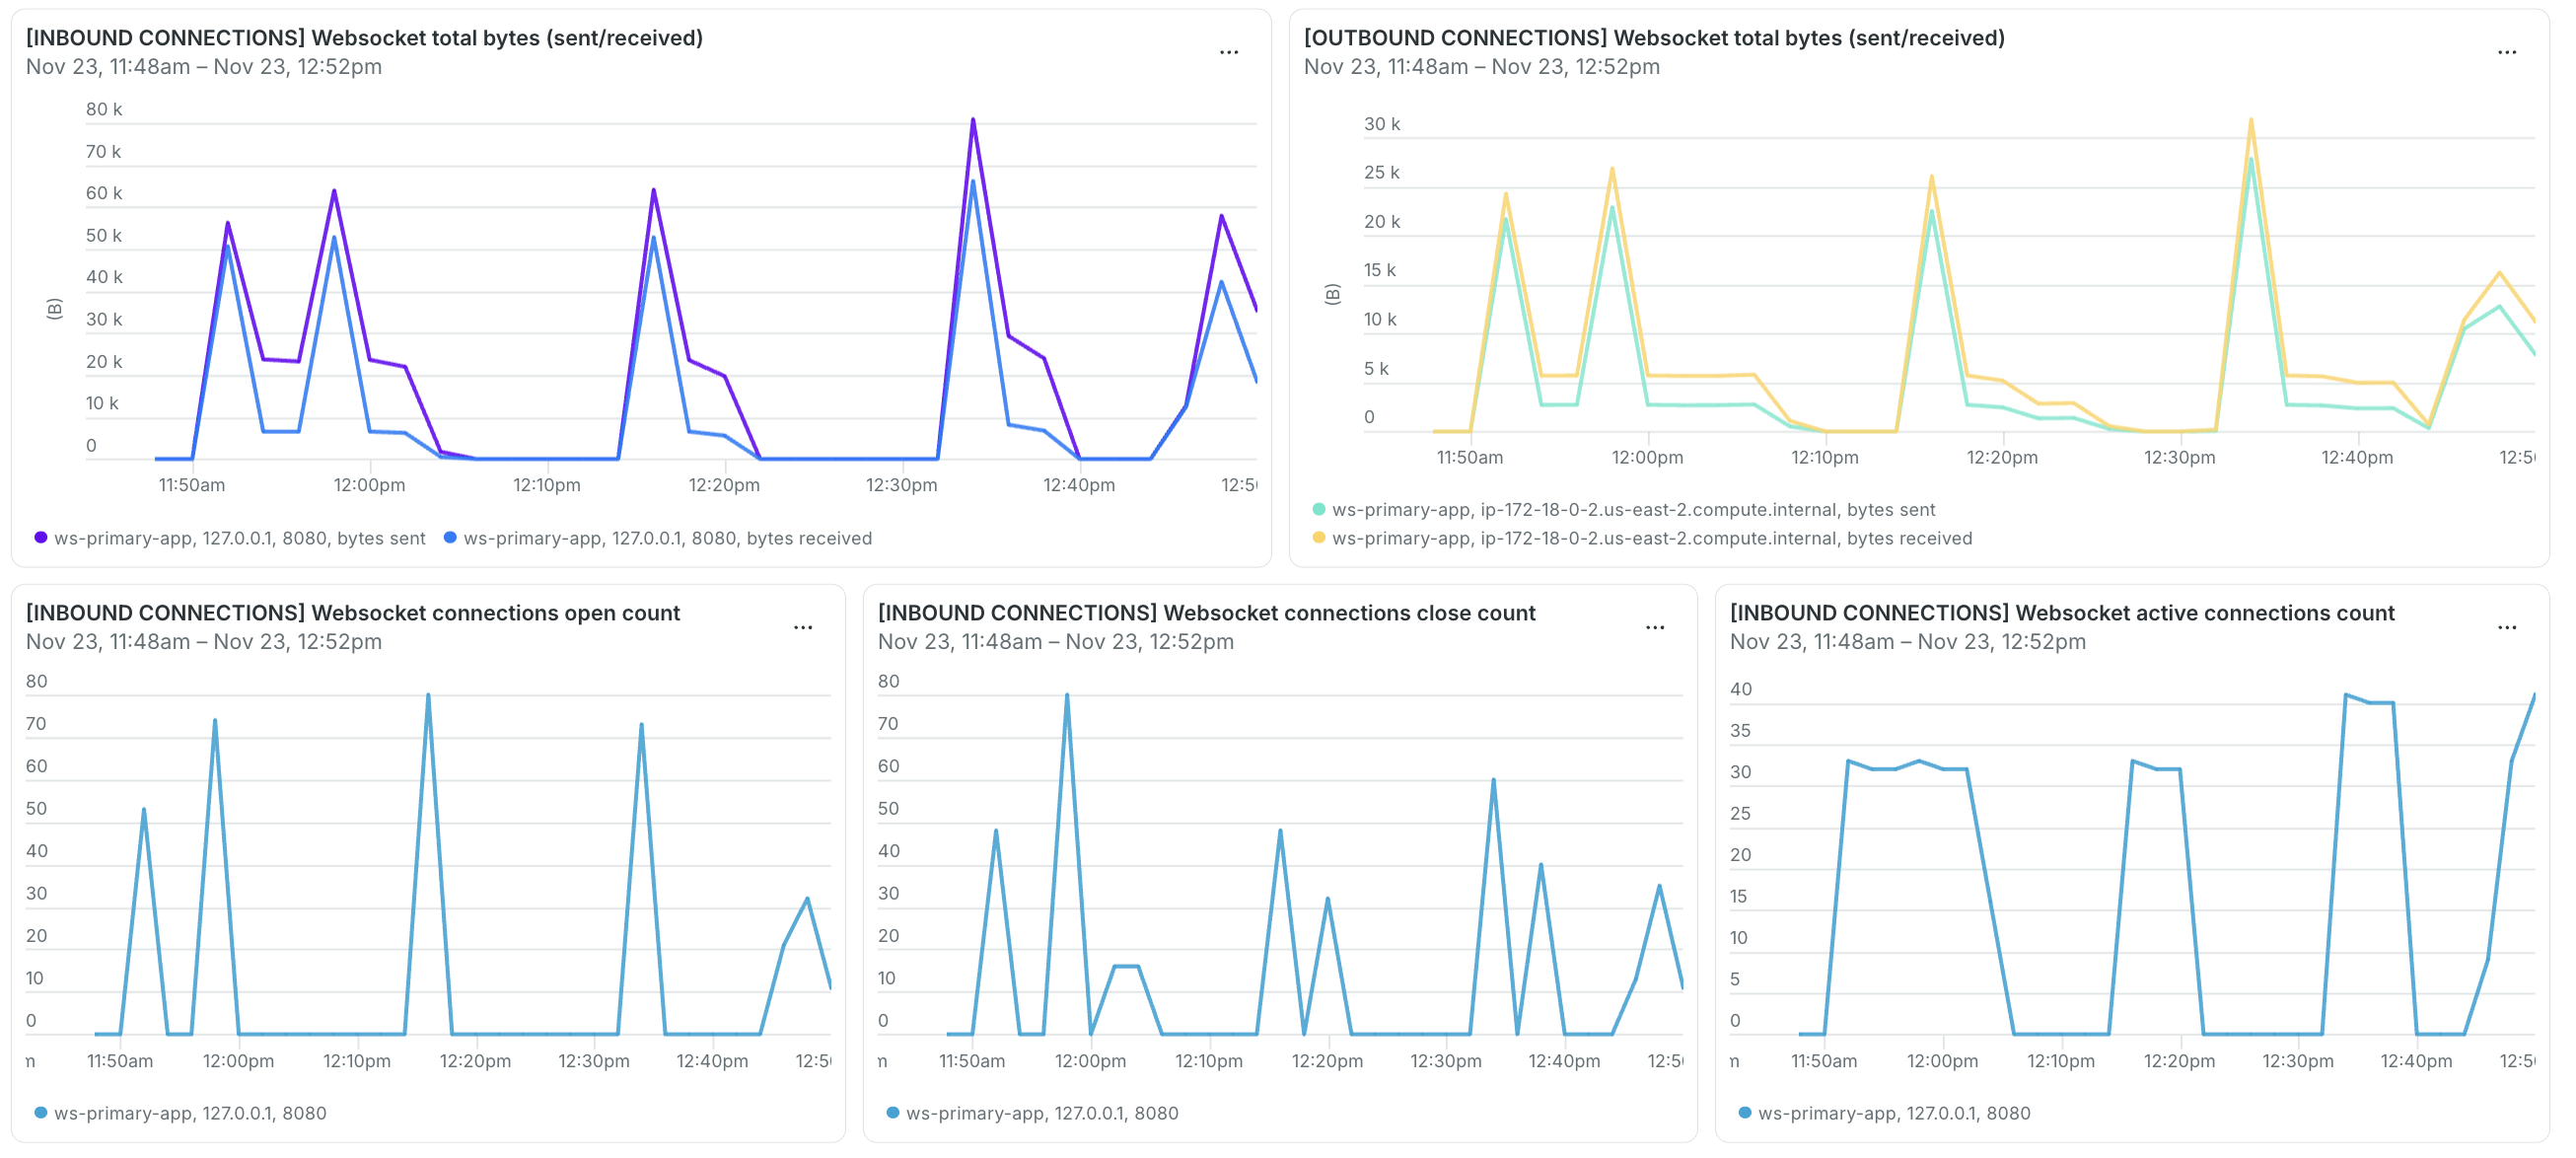 [INBOUND CONNECTIONS] Websocket total bytes (sent/received)
...
Nov 23, 11:48am – Nov 23, 12:52pm
80 k
70 k
60 k
50 k
40 k
30 k
20 k
10 k
0
(B)
11:50am 12:00pm 12:10pm 12:20pm 12:30pm 12:40pm 12:5
ws-primary-app, 127.0.0.1, 8080, bytes sent ws-primary-app, 127.0.0.1, 8080, bytes received
[OUTBOUND CONNECTIONS] Websocket total bytes (sent/received)
...
Nov 23, 11:48am – Nov 23, 12:52pm
30 k
25 k
20 k
15 k
10 k
5 k
0
(B)
11:50am 12:00pm 12:10pm 12:20pm 12:30pm 12:40pm 12:5
ws-primary-app, ip-172-18-0-2.us-east-2.compute.internal, bytes sent
ws-primary-app, ip-172-18-0-2.us-east-2.compute.internal, bytes received
[INBOUND CONNECTIONS] Websocket connections open count
...
Nov 23, 11:48am – Nov 23, 12:52pm
80
70
60
50
40
30
20
10
0
11:50am 12:00pm 12:10pm 12:20pm 12:30pm 12:40pm 12:5
ws-primary-app, 127.0.0.1, 8080
[INBOUND CONNECTIONS] Websocket connections close count
...
Nov 23, 11:48am – Nov 23, 12:52pm
80
70
60
50
40
30
20
10
0
11:50am 12:00pm 12:10pm 12:20pm 12:30pm 12:40pm 12:5
ws-primary-app, 127.0.0.1, 8080
[INBOUND CONNECTIONS] Websocket active connections count
...
Nov 23, 11:48am – Nov 23, 12:52pm
40
35
30
25
20
15
10
5
0
11:50am 12:00pm 12:10pm 12:20pm 12:30pm 12:40pm 12:5
ws-primary-app, 127.0.0.1, 8080